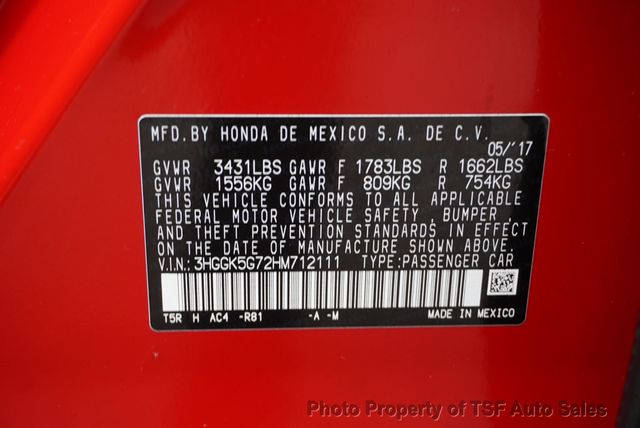 MFD.BY HONDA DE MEXICO S.A. DE C.V.
05/'17
GVWR 3431LBS GAWR F 1783LBS R 1662LBS
GVWR 1556KG GAWR F 809KG R 754KG
THIS VEHICLE CONFORMS TO ALL APPLICABLE
FEDERAL MOTOR VEHICLE SAFETY, BUMPER
AND THEFT PREVENTION STANDARDS IN EFFECT
ON THE DATE OF MANUFACTURE SHOWN ABOVE.
V.I.N.: 3HGGK5G72HM712111 TYPE:PASSENGER CAR
T5R H AC4 -R81 -A -M MADE IN MEXICO
Photo Property of TSF Auto Sales